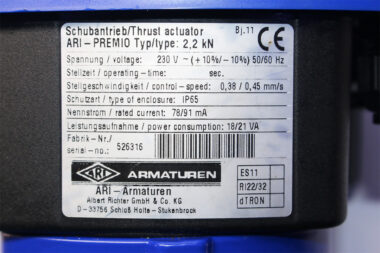 Schubantrieb/Thrust actuator Bj.11
ARI-PREMIO Typ/type: 2,2 kN CE
Spannung / voltage: 230 V ~ (+10%/-10%) 50/60 Hz
Stellzeit / operating-time: sec.
Stellgeschwindigkeit / control-speed: 0,38 / 0,45 mm/s
Schutzart / type of enclosure: IP65
Nennstrom / rated current: 78/91 mA
Leistungsaufnahme / power consumption: 18/21 VA
Fabrik-Nr./
serial-no.: 526316
ARI ARMATUREN
ARI-Armaturen
Albert Richter GmbH & Co. KG
D-33756 Schloß Holte-Stukenbrock
ES11
RI22/32
dTRON